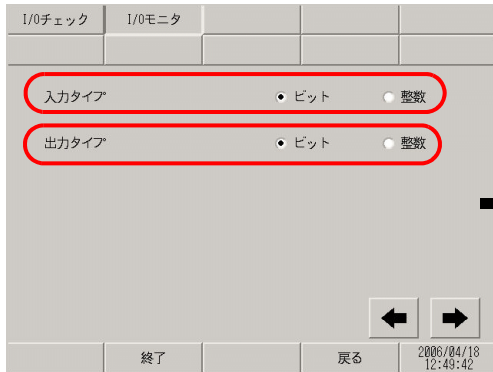 I/Oチェック I/Oモニタ
入力タイプ ビット 整数
出力タイプ ビット 整数
終了 戻る 2006/04/18
12:49:42